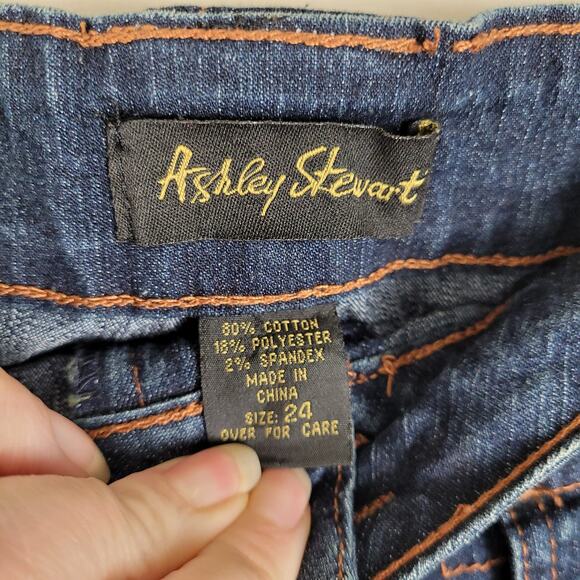 Ashley Stewart
80% COTTON
18% POLYESTER
2% SPANDEX
MADE IN
CHINA
SIZE: 24
OVER FOR CARE